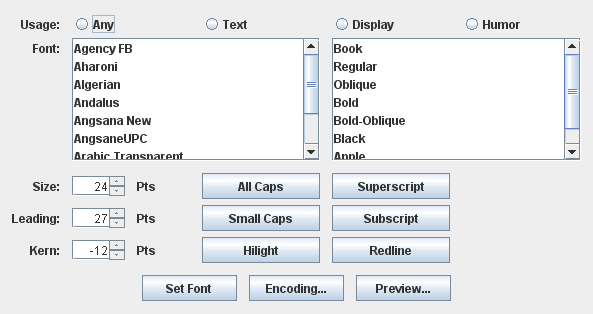 Usage: Any Text Display Humor
Font: Agency FB Book
Aharoni Regular
Algerian Oblique
Andalus Bold
Angsana New Bold-Oblique
AngsaneUPC Black
Arabic Transparent Apple
Size: 24 Pts All Caps Superscript
Leading: 27 Pts Small Caps Subscript
Kern: -12 Pts Hilight Redline
Set Font Encoding... Preview...